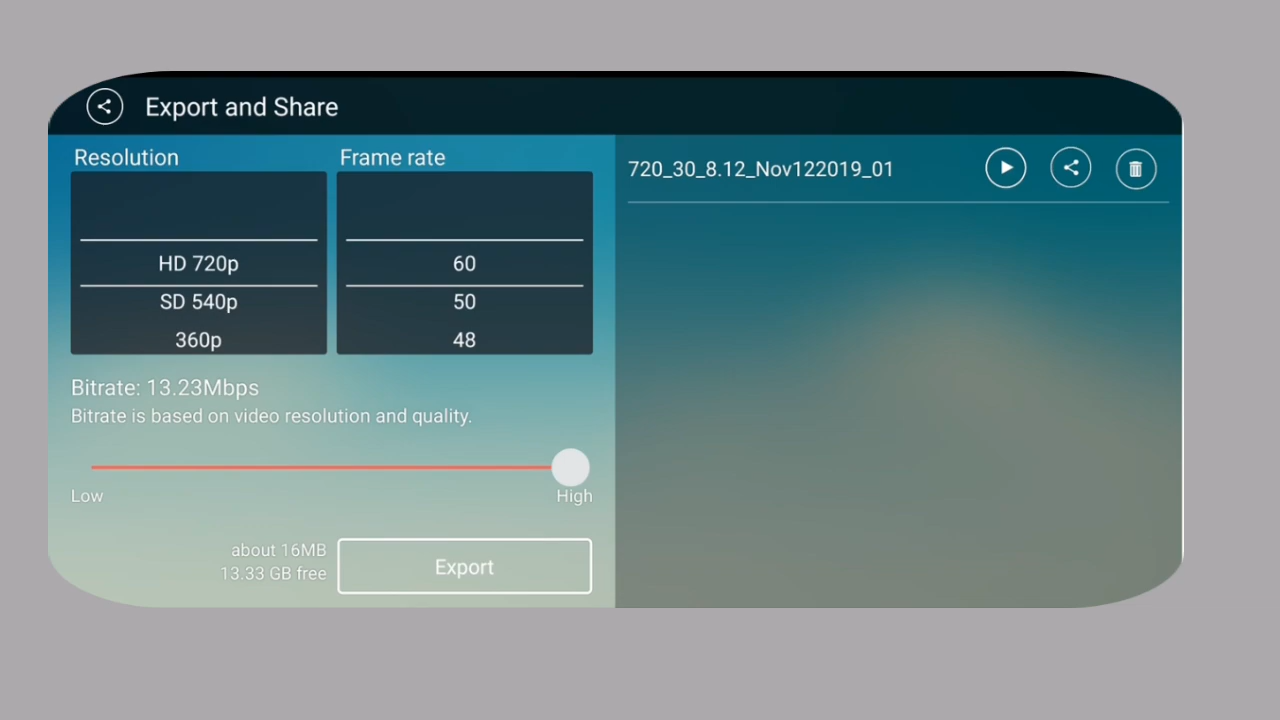 Export and Share
Resolution
Frame rate
HD 720p
SD 540p
360p
60
50
48
Bitrate: 13.23Mbps
Bitrate is based on video resolution and quality.
Low
High
about 16MB
13.33 GB free
Export
720_30_8.12_Nov122019_01